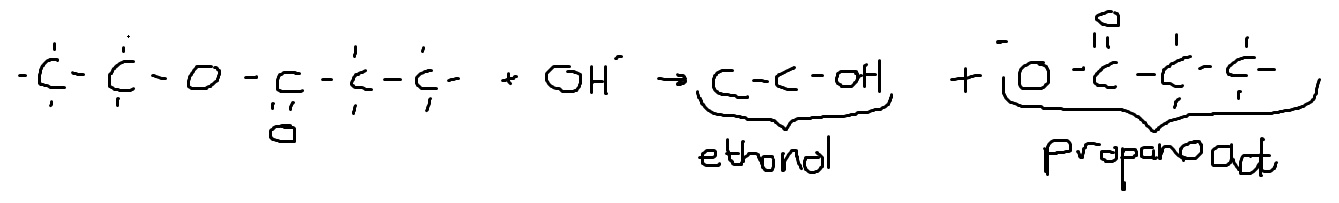 O
C - C - O - C - C - C - + OH⁻ → C - C - OH + ⁻O - C - C - C -
O
ethonol propanoat